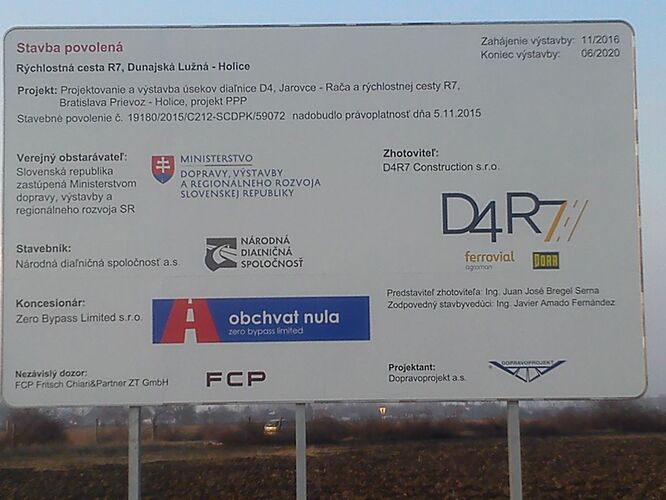 Stavba povolená
Zahájenie výstavby: 11/2016
Koniec výstavby: 06/2020
Rýchlostná cesta R7, Dunajská Lužná - Holice
Projekt: Projektovanie a výstavba úsekov diaľnice D4, Jarovce - Rača a rýchlostnej cesty R7,
Bratislava Prievoz - Holice, projekt PPP
Stavebné povolenie č. 19180/2015/C212-SCDPK/59072 nadobudlo právoplatnosť dňa 5.11.2015
Verejný obstarávateľ:
Slovenská republika
zastúpená Ministerstvom
dopravy, výstavby a
regionálneho rozvoja SR
MINISTERSTVO
DOPRAVY, VÝSTAVBY
A REGIONÁLNEHO ROZVOJA
SLOVENSKEJ REPUBLIKY
Zhotoviteľ:
D4R7 Construction s.r.o.
D4R7
ferrovial
agroman
PORR
Stavebník:
Národná diaľničná spoločnosť a.s.
NÁRODNÁ
DIAĽNIČNÁ
SPOLOČNOSŤ
Koncesionár:
Zero Bypass Limited s.r.o.
obchvat nula
zero bypass limited
Predstaviteľ zhotoviteľa: Ing. Juan José Bregel Serna
Zodpovedný stavbyvedúci: Ing. Javier Amado Fernández
Nezávislý dozor:
FCP Fritsch Chiari&Partner ZT GmbH
FCP
Projektant:
Dopravoprojekt a.s.
DOPRAVOPROJEKT